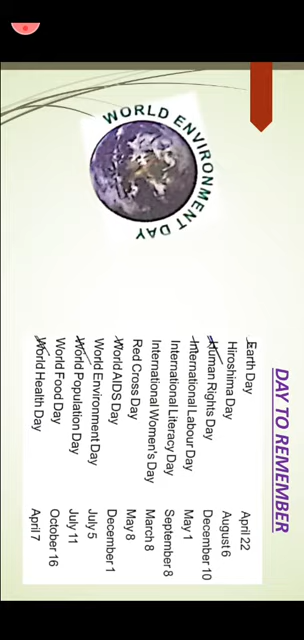 DAY TO REMEMBER
WORLD ENVIRONMENT DAY
Earth Day April 22
Hiroshima Day August 6
Human Rights Day December 10
International Labour Day May 1
International Literacy Day September 8
International Women's Day March 8
Red Cross Day May 8
World AIDS Day December 1
World Environment Day July 5
World Population Day July 11
World Food Day October 16
World Health Day April 7